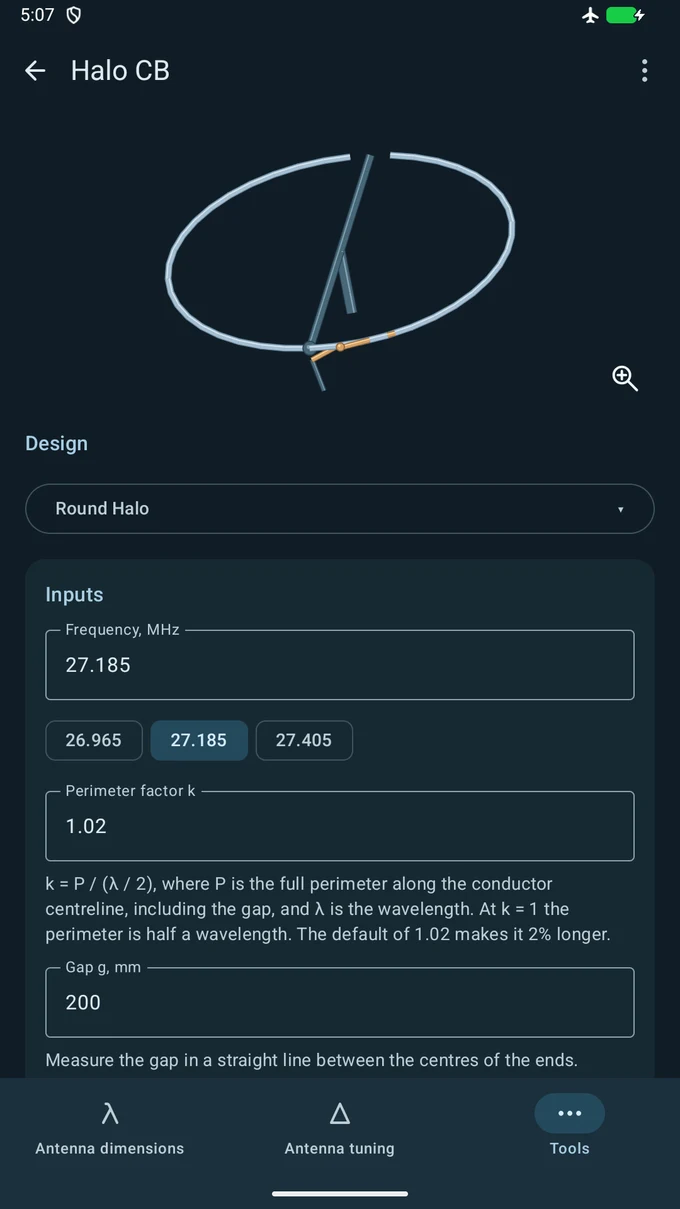 5:07
Halo CB
Design
Round Halo
Inputs
Frequency, MHz
27.185
26.965
27.185
27.405
Perimeter factor k
1.02
k = P / (λ / 2), where P is the full perimeter along the conductor
centreline, including the gap, and λ is the wavelength. At k = 1 the
perimeter is half a wavelength. The default of 1.02 makes it 2% longer.
Gap g, mm
200
Measure the gap in a straight line between the centres of the ends.
λ
Δ
Antenna dimensions
Antenna tuning
Tools